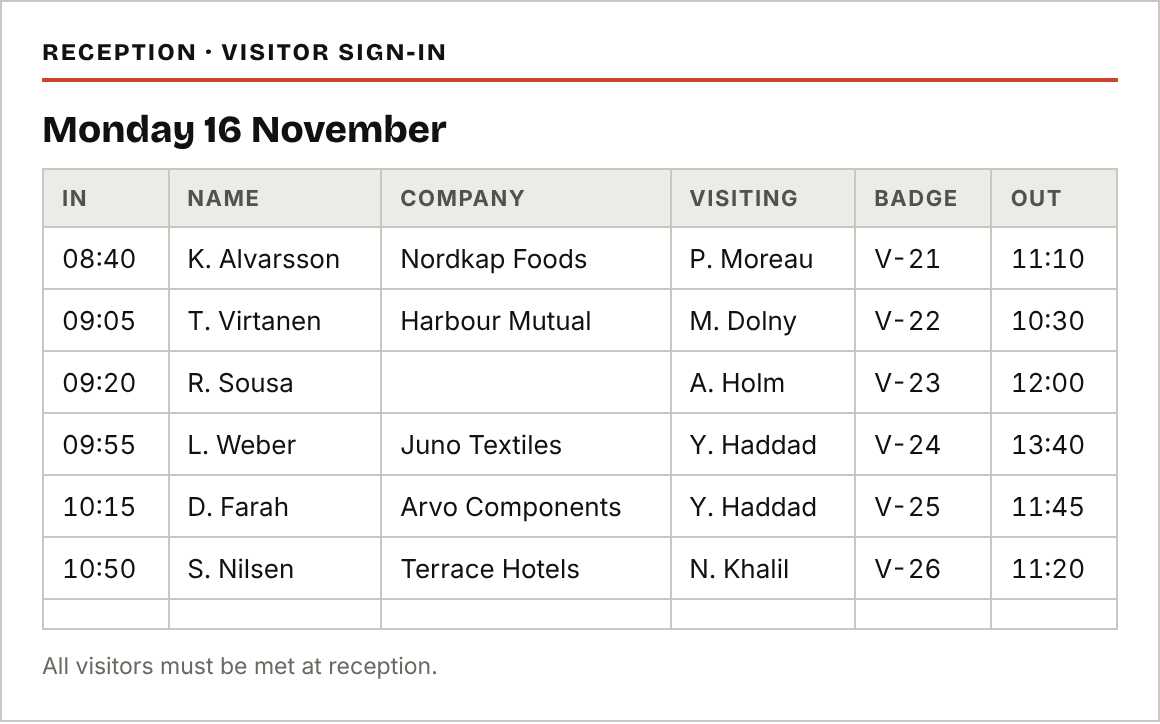 RECEPTION · VISITOR SIGN-IN
Monday 16 November
IN NAME COMPANY VISITING BADGE OUT
08:40 K. Alvarsson Nordkap Foods P. Moreau V-21 11:10
09:05 T. Virtanen Harbour Mutual M. Dolny V-22 10:30
09:20 R. Sousa A. Holm V-23 12:00
09:55 L. Weber Juno Textiles Y. Haddad V-24 13:40
10:15 D. Farah Arvo Components Y. Haddad V-25 11:45
10:50 S. Nilsen Terrace Hotels N. Khalil V-26 11:20
All visitors must be met at reception.